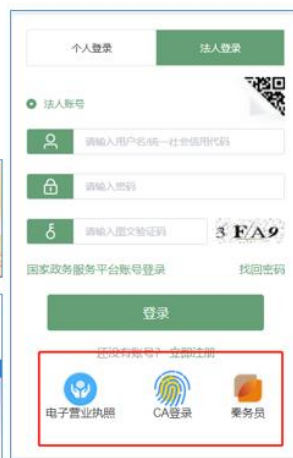 个人登录
法人登录
法人账号
请输入用户名/统一社会信用代码
请输入密码
请输入图文验证码
3 F/A9
国家政务服务平台账号登录
找回密码
登录
还没有账号？ 立即注册
电子营业执照
CA登录
秦务员